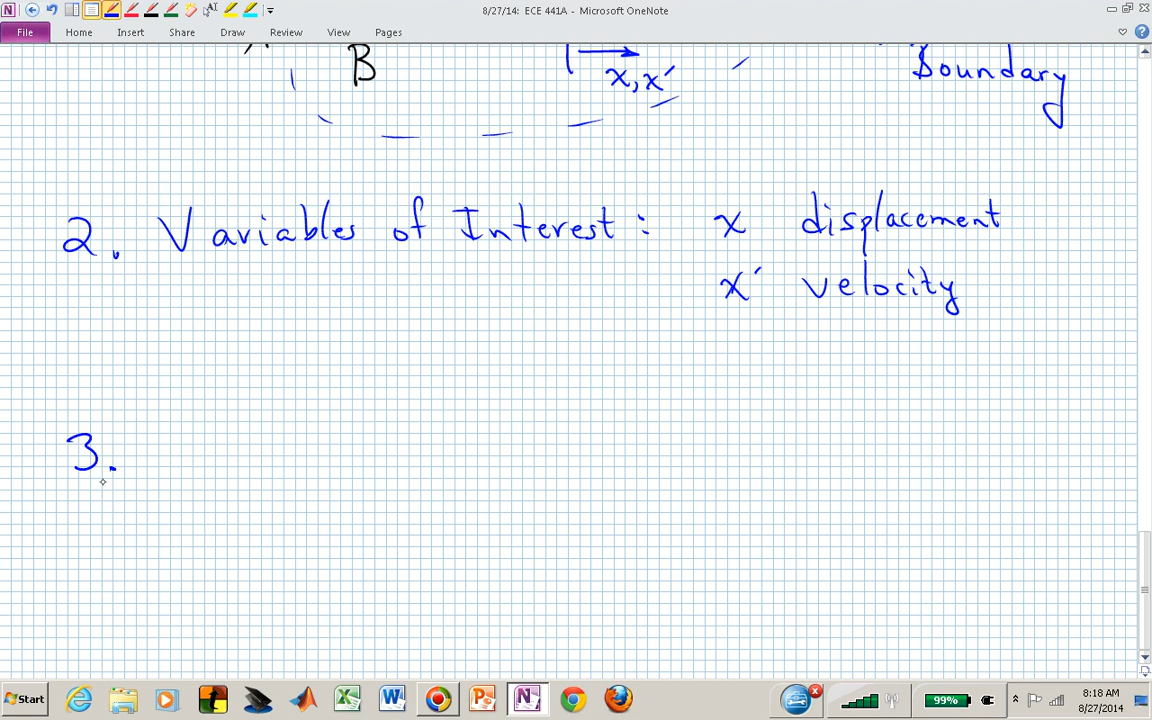 8/27/14: ECE 441A - Microsoft OneNote
File Home Insert Share Draw Review View Pages
B
x, x′
Boundary
2. Variables of Interest: x displacement
x′ velocity
3.
Start
99%
8:18 AM
8/27/2014